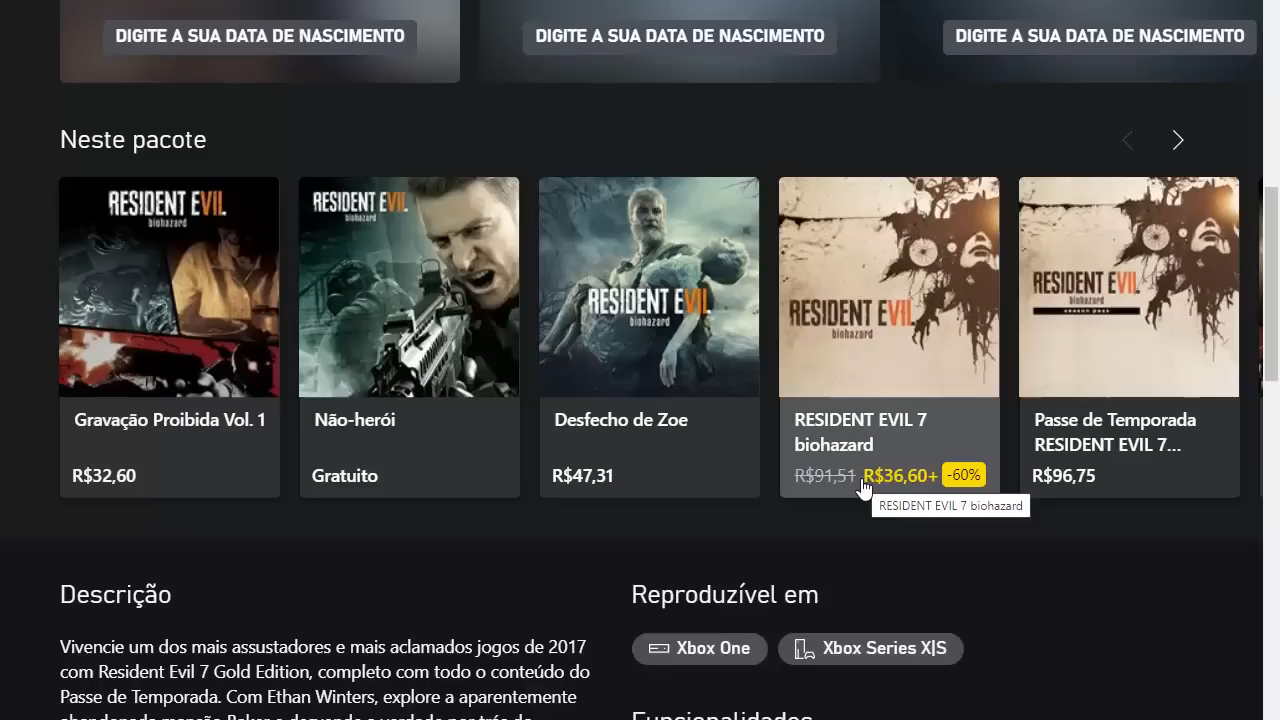 DIGITE A SUA DATA DE NASCIMENTO
DIGITE A SUA DATA DE NASCIMENTO
DIGITE A SUA DATA DE NASCIMENTO
Neste pacote
RESIDENT EVIL
biohazard
Gravação Proibida Vol. 1
R$32,60
RESIDENT EVIL
biohazard
Não-herói
Gratuito
RESIDENT EVIL
biohazard
Desfecho de Zoe
R$47,31
RESIDENT EVIL
biohazard
RESIDENT EVIL 7
biohazard
R$91,51 R$36,60+ -60%
RESIDENT EVIL 7 biohazard
RESIDENT EVIL
biohazard
season pass
Passe de Temporada
RESIDENT EVIL 7...
R$96,75
Descrição
Vivencie um dos mais assustadores e mais aclamados jogos de 2017
com Resident Evil 7 Gold Edition, completo com todo o conteúdo do
Passe de Temporada. Com Ethan Winters, explore a aparentemente
Reproduzível em
Xbox One
Xbox Series X|S
Funcionalidades